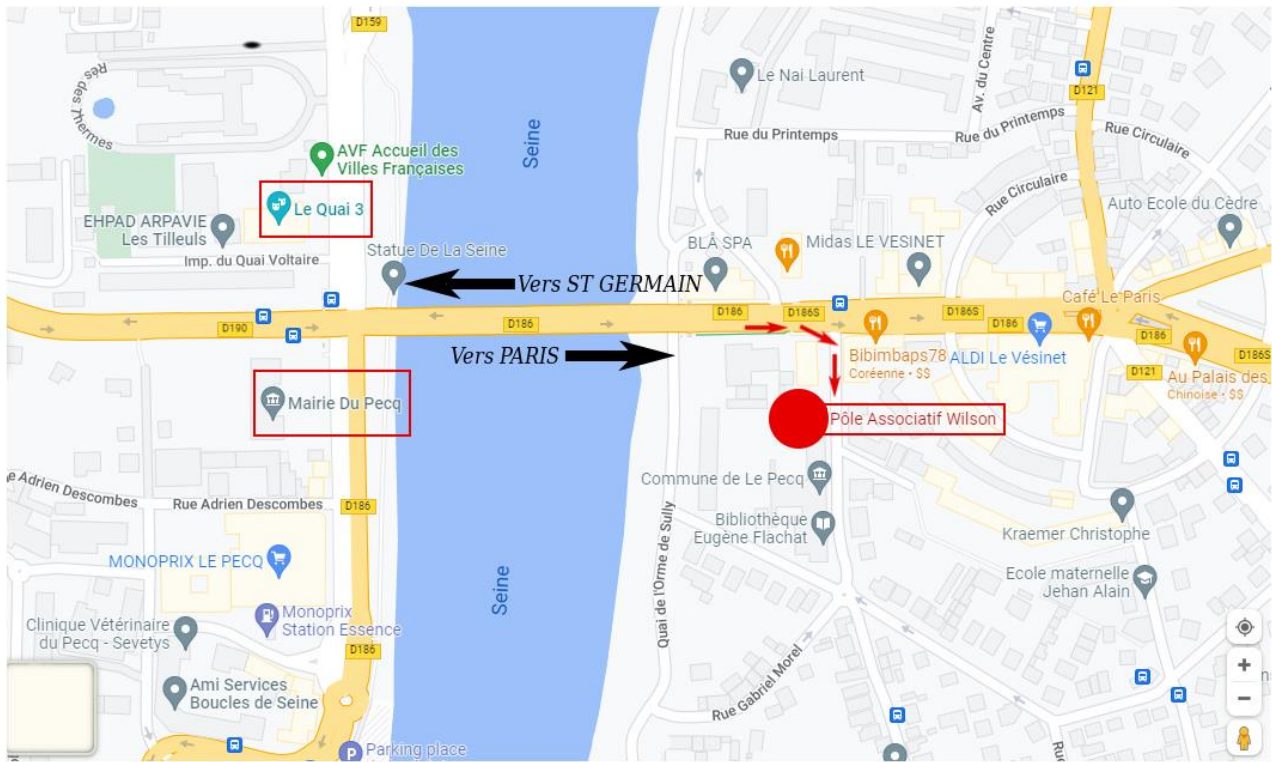 D159
Rés des Thermes
Le Nai Laurent
Av. du Centre
D121
Rue du Printemps
Rue du Printemps
Rue Circulaire
Seine
AVF Accueil des
Villes Françaises
Le Quai 3
Rue Circulaire
Auto Ecole du Cèdre
EHPAD ARPAVIE
Les Tilleuls
Imp. du Quai Voltaire
Statue De La Seine
BLÅ SPA
Midas LE VESINET
Vers ST GERMAIN
Café Le Paris
D190
D186
D186
D186S
D186S
D186
D186
D186S
Vers PARIS
Bibimbaps78
Coréenne • $$
ALDI Le Vésinet
D121
Au Palais des
Chinoise • $$
Mairie Du Pecq
Pôle Associatif Wilson
Commune de Le Pecq
e Adrien Descombes
Rue Adrien Descombes
D186
Bibliothèque
Eugène Flachat
Kraemer Christophe
Quai de l'Orme de Sully
MONOPRIX LE PECQ
Seine
Ecole maternelle
Jehan Alain
Monoprix
Station Essence
Clinique Vétérinaire
du Pecq - Sevetys
D186
Ami Services
Boucles de Seine
Rue Gabriel Morel
P
Parking place